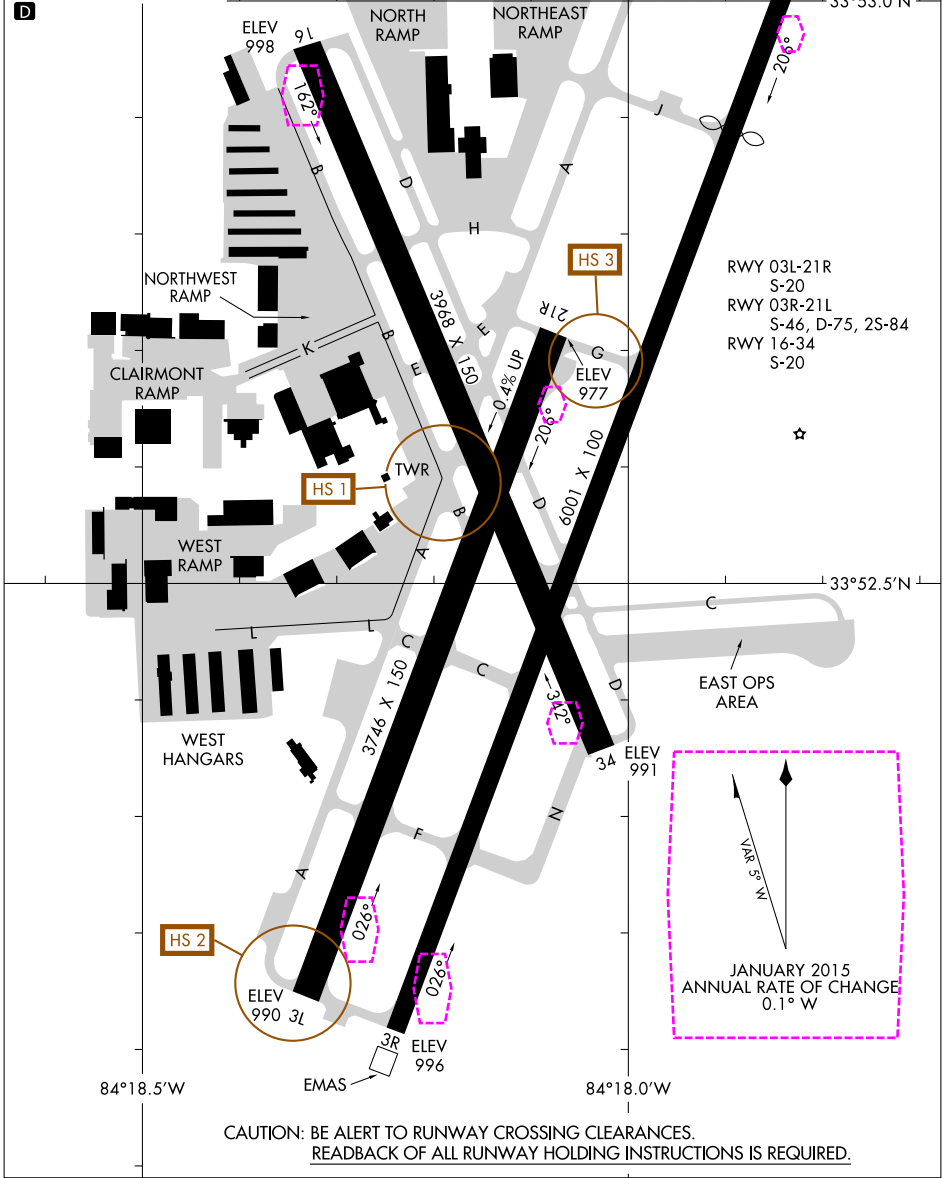 D
NORTH
RAMP
NORTHEAST
RAMP
33°53.0'N
ELEV
998
16
206°
162°
J
B
A
D
H
HS 3
RWY 03L-21R
S-20
RWY 03R-21L
S-46, D-75, 2S-84
RWY 16-34
S-20
NORTHWEST
RAMP
3968 X 150
21R
E
B
K
G
E
0.4% UP
ELEV
977
CLAIRMONT
RAMP
206°
6001 X 100
TWR
HS 1
B
D
A
WEST
RAMP
33°52.5'N
C
L
L
C
C
EAST OPS
AREA
D
342°
3746 X 150
WEST
HANGARS
34
ELEV
991
N
F
VAR 5° W
A
026°
HS 2
026°
JANUARY 2015
ANNUAL RATE OF CHANGE
0.1° W
ELEV
990
3L
3R
ELEV
996
EMAS
84°18.5'W
84°18.0'W
CAUTION: BE ALERT TO RUNWAY CROSSING CLEARANCES.
READBACK OF ALL RUNWAY HOLDING INSTRUCTIONS IS REQUIRED.